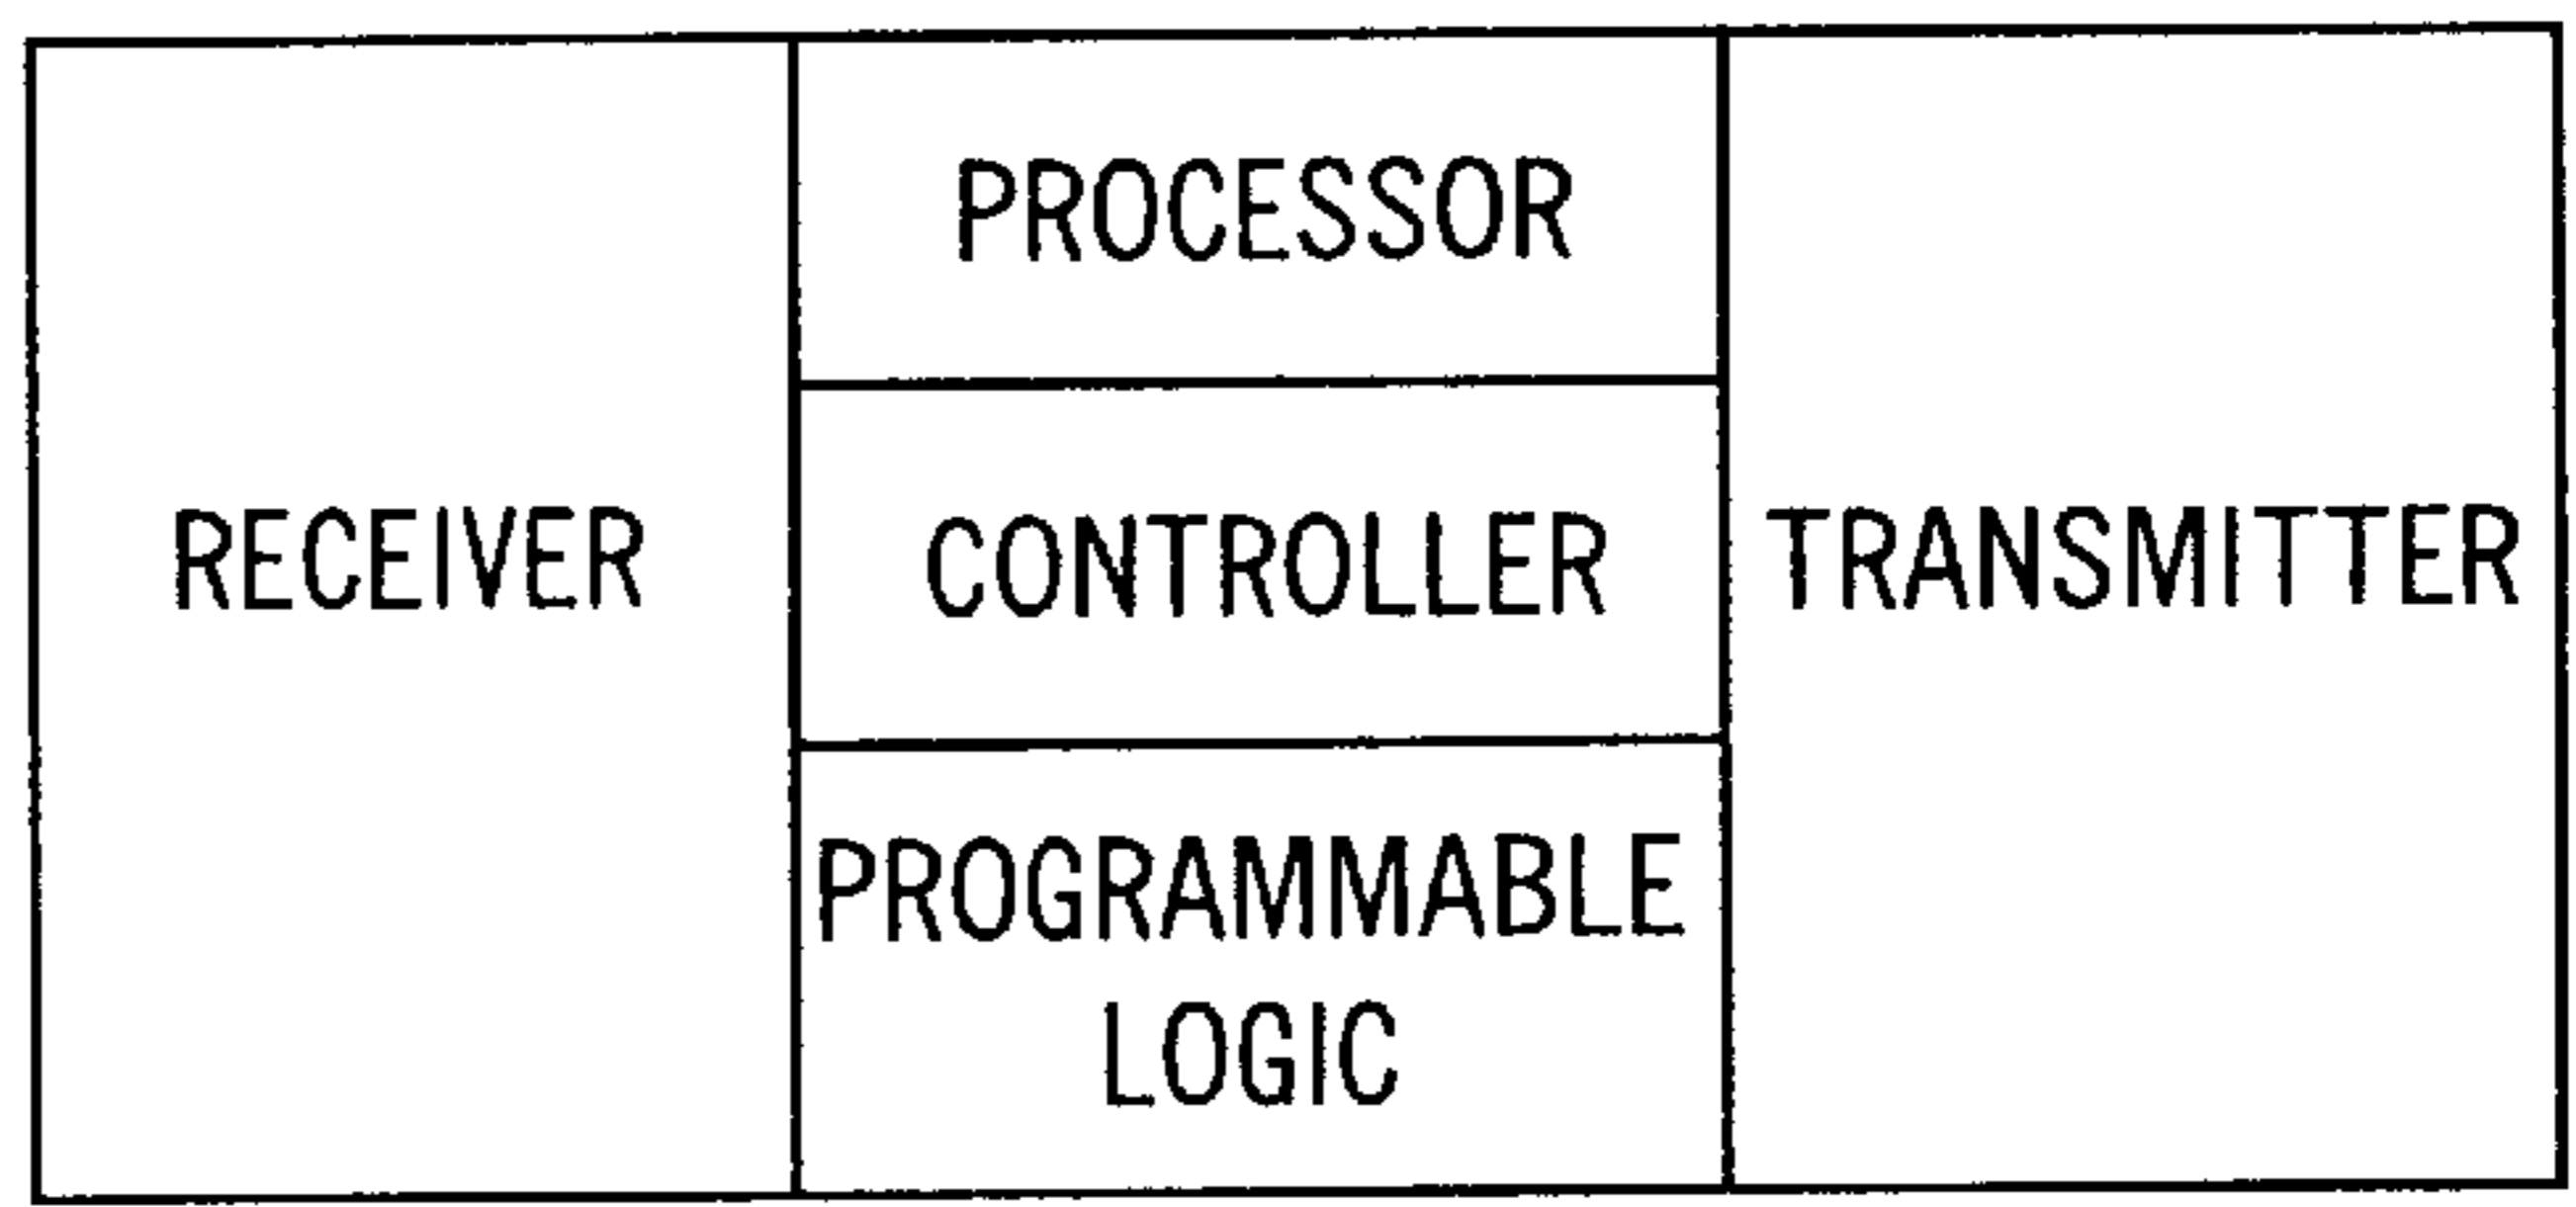 RECEIVER
PROCESSOR
CONTROLLER
PROGRAMMABLE
LOGIC
TRANSMITTER